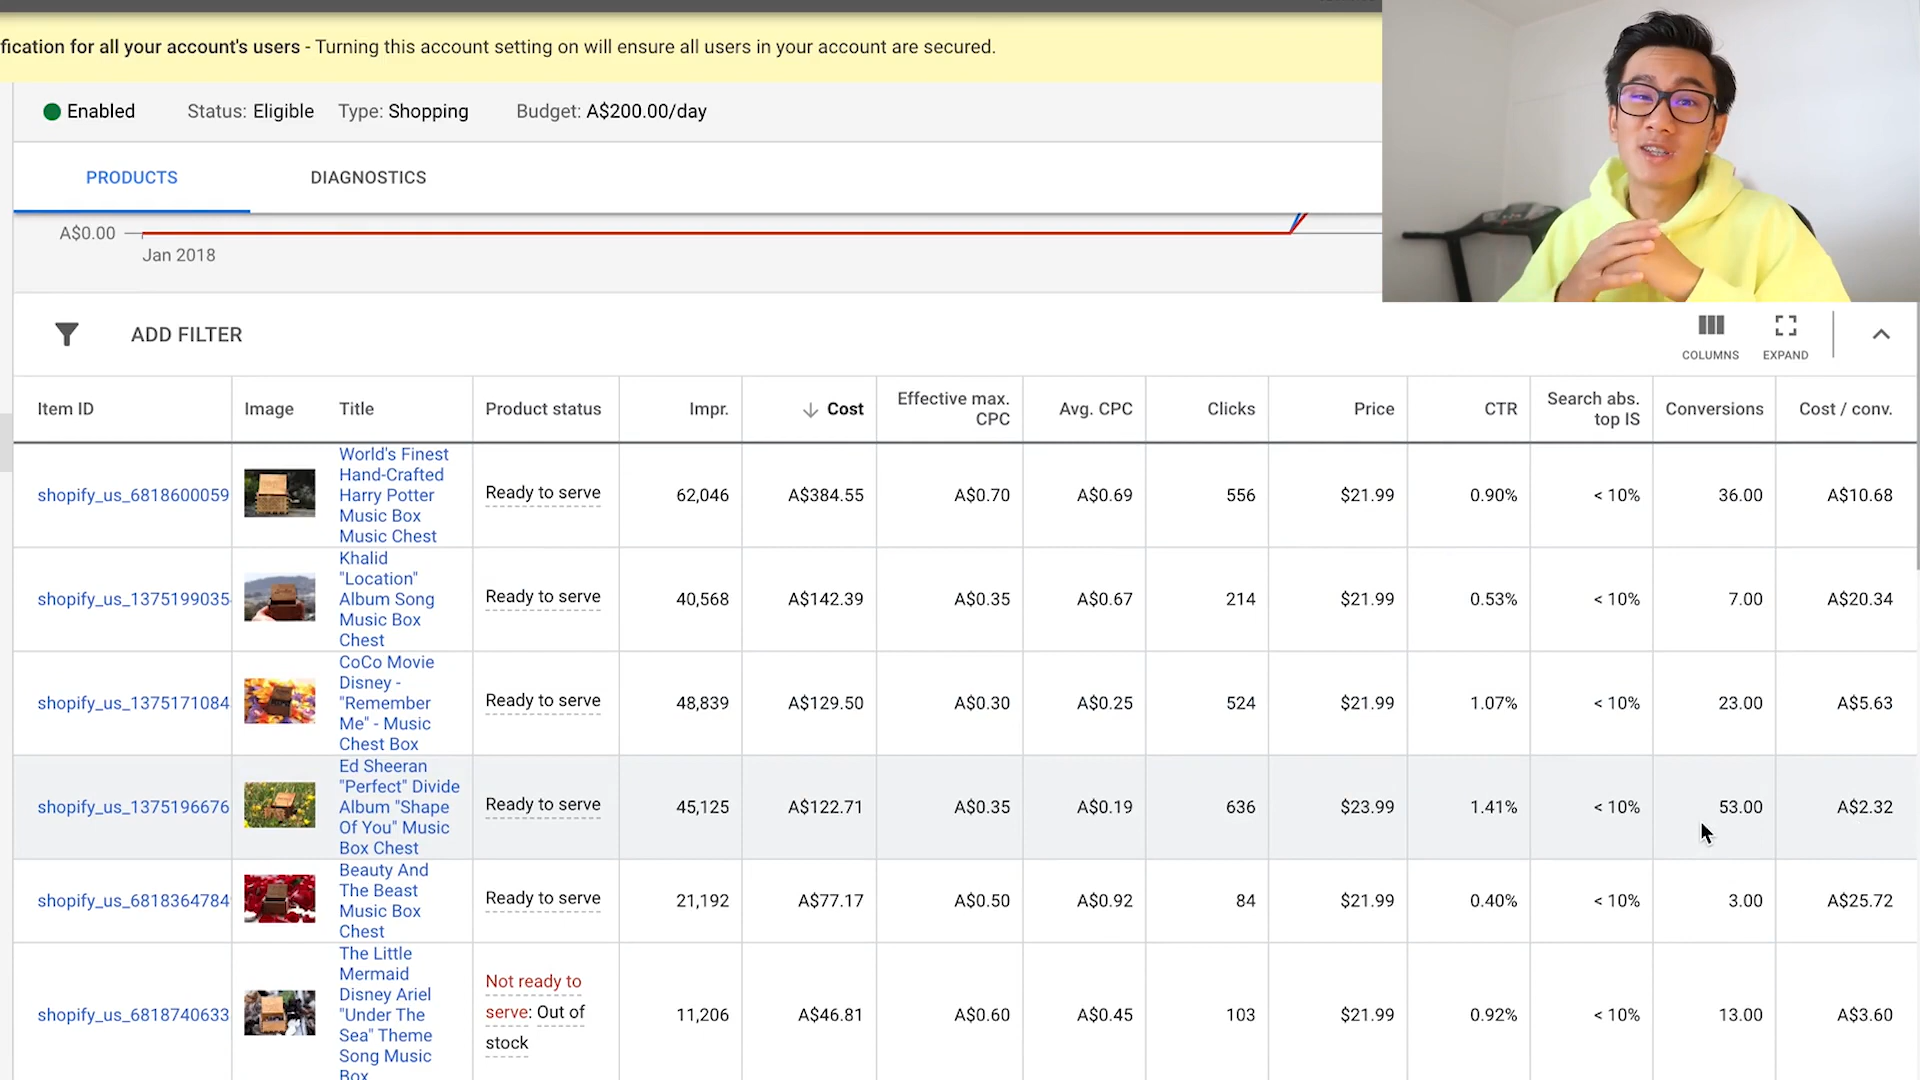 fication for all your account's users - Turning this account setting on will ensure all users in your account are secured.
Enabled Status: Eligible Type: Shopping Budget: A$200.00/day
PRODUCTS DIAGNOSTICS
A$0.00
Jan 2018
ADD FILTER
COLUMNS EXPAND
Item ID Image Title Product status Impr. Cost Effective max. CPC Avg. CPC Clicks Price CTR Search abs. top IS Conversions Cost / conv.
shopify_us_6818600059 World's Finest Hand-Crafted Harry Potter Music Box Music Chest Ready to serve 62,046 A$384.55 A$0.70 A$0.69 556 $21.99 0.90% < 10% 36.00 A$10.68
shopify_us_1375199035 Khalid "Location" Album Song Music Box Chest Ready to serve 40,568 A$142.39 A$0.35 A$0.67 214 $21.99 0.53% < 10% 7.00 A$20.34
shopify_us_1375171084 CoCo Movie Disney - "Remember Me" - Music Chest Box Ready to serve 48,839 A$129.50 A$0.30 A$0.25 524 $21.99 1.07% < 10% 23.00 A$5.63
shopify_us_1375196676 Ed Sheeran "Perfect" Divide Album "Shape Of You" Music Box Chest Ready to serve 45,125 A$122.71 A$0.35 A$0.19 636 $23.99 1.41% < 10% 53.00 A$2.32
shopify_us_6818364784 Beauty And The Beast Music Box Chest Ready to serve 21,192 A$77.17 A$0.50 A$0.92 84 $21.99 0.40% < 10% 3.00 A$25.72
shopify_us_6818740633 The Little Mermaid Disney Ariel "Under The Sea" Theme Song Music Box Not ready to serve: Out of stock 11,206 A$46.81 A$0.60 A$0.45 103 $21.99 0.92% < 10% 13.00 A$3.60